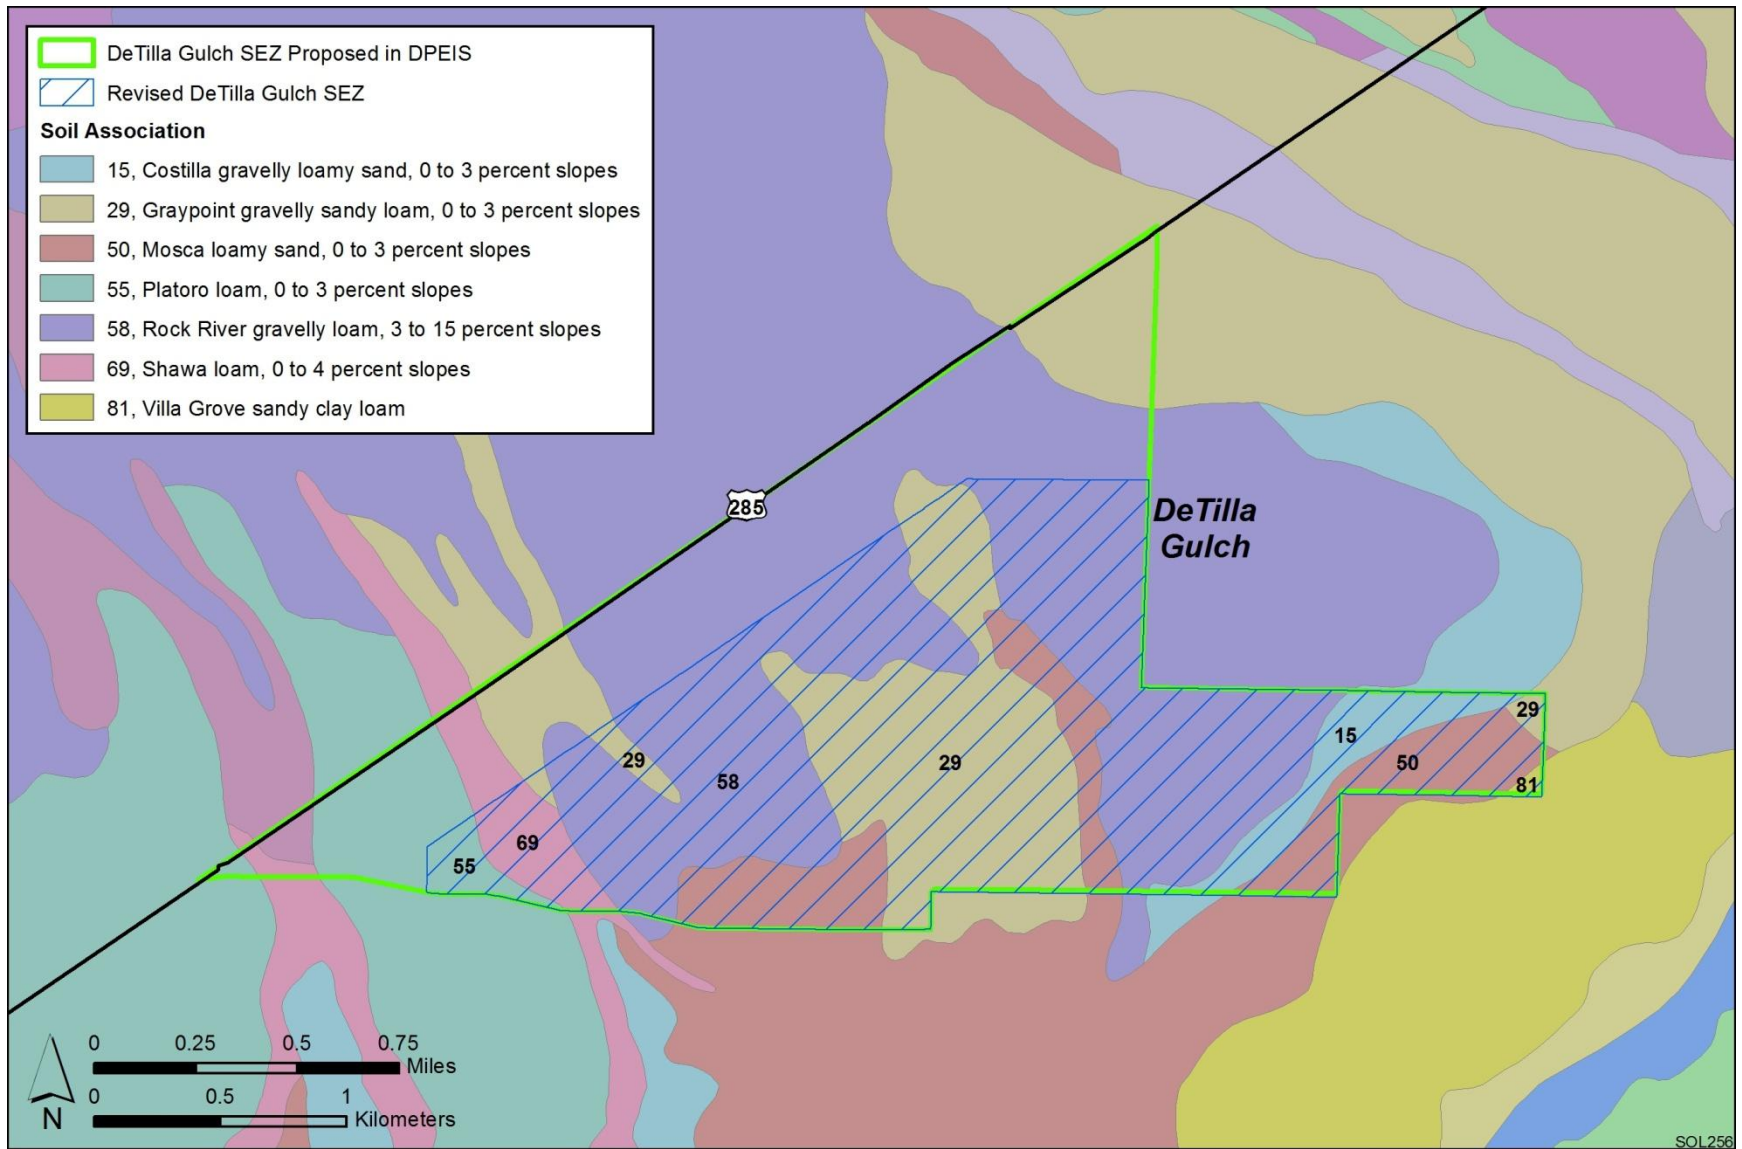 DeTilla Gulch SEZ Proposed in DPEIS
Revised DeTilla Gulch SEZ
Soil Association
15, Costilla gravelly loamy sand, 0 to 3 percent slopes
29, Graypoint gravelly sandy loam, 0 to 3 percent slopes
50, Mosca loamy sand, 0 to 3 percent slopes
55, Platoro loam, 0 to 3 percent slopes
58, Rock River gravelly loam, 3 to 15 percent slopes
69, Shawa loam, 0 to 4 percent slopes
81, Villa Grove sandy clay loam
285
DeTilla
Gulch
29
15
29
58
29
50
81
69
55
0 0.25 0.5 0.75
Miles
0 0.5 1
Kilometers
N
SOL256